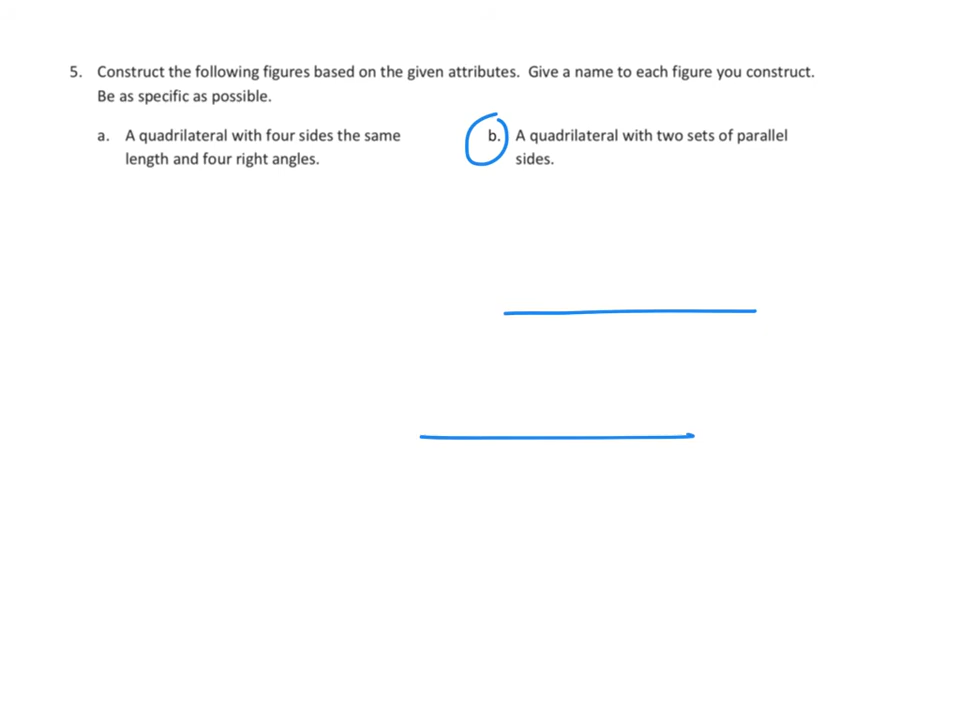 5. Construct the following figures based on the given attributes. Give a name to each figure you construct.
Be as specific as possible.
a. A quadrilateral with four sides the same
length and four right angles.
b. A quadrilateral with two sets of parallel
sides.